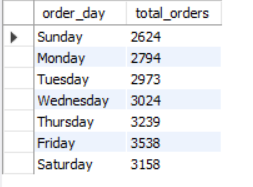 order_day total_orders
Sunday 2624
Monday 2794
Tuesday 2973
Wednesday 3024
Thursday 3239
Friday 3538
Saturday 3158